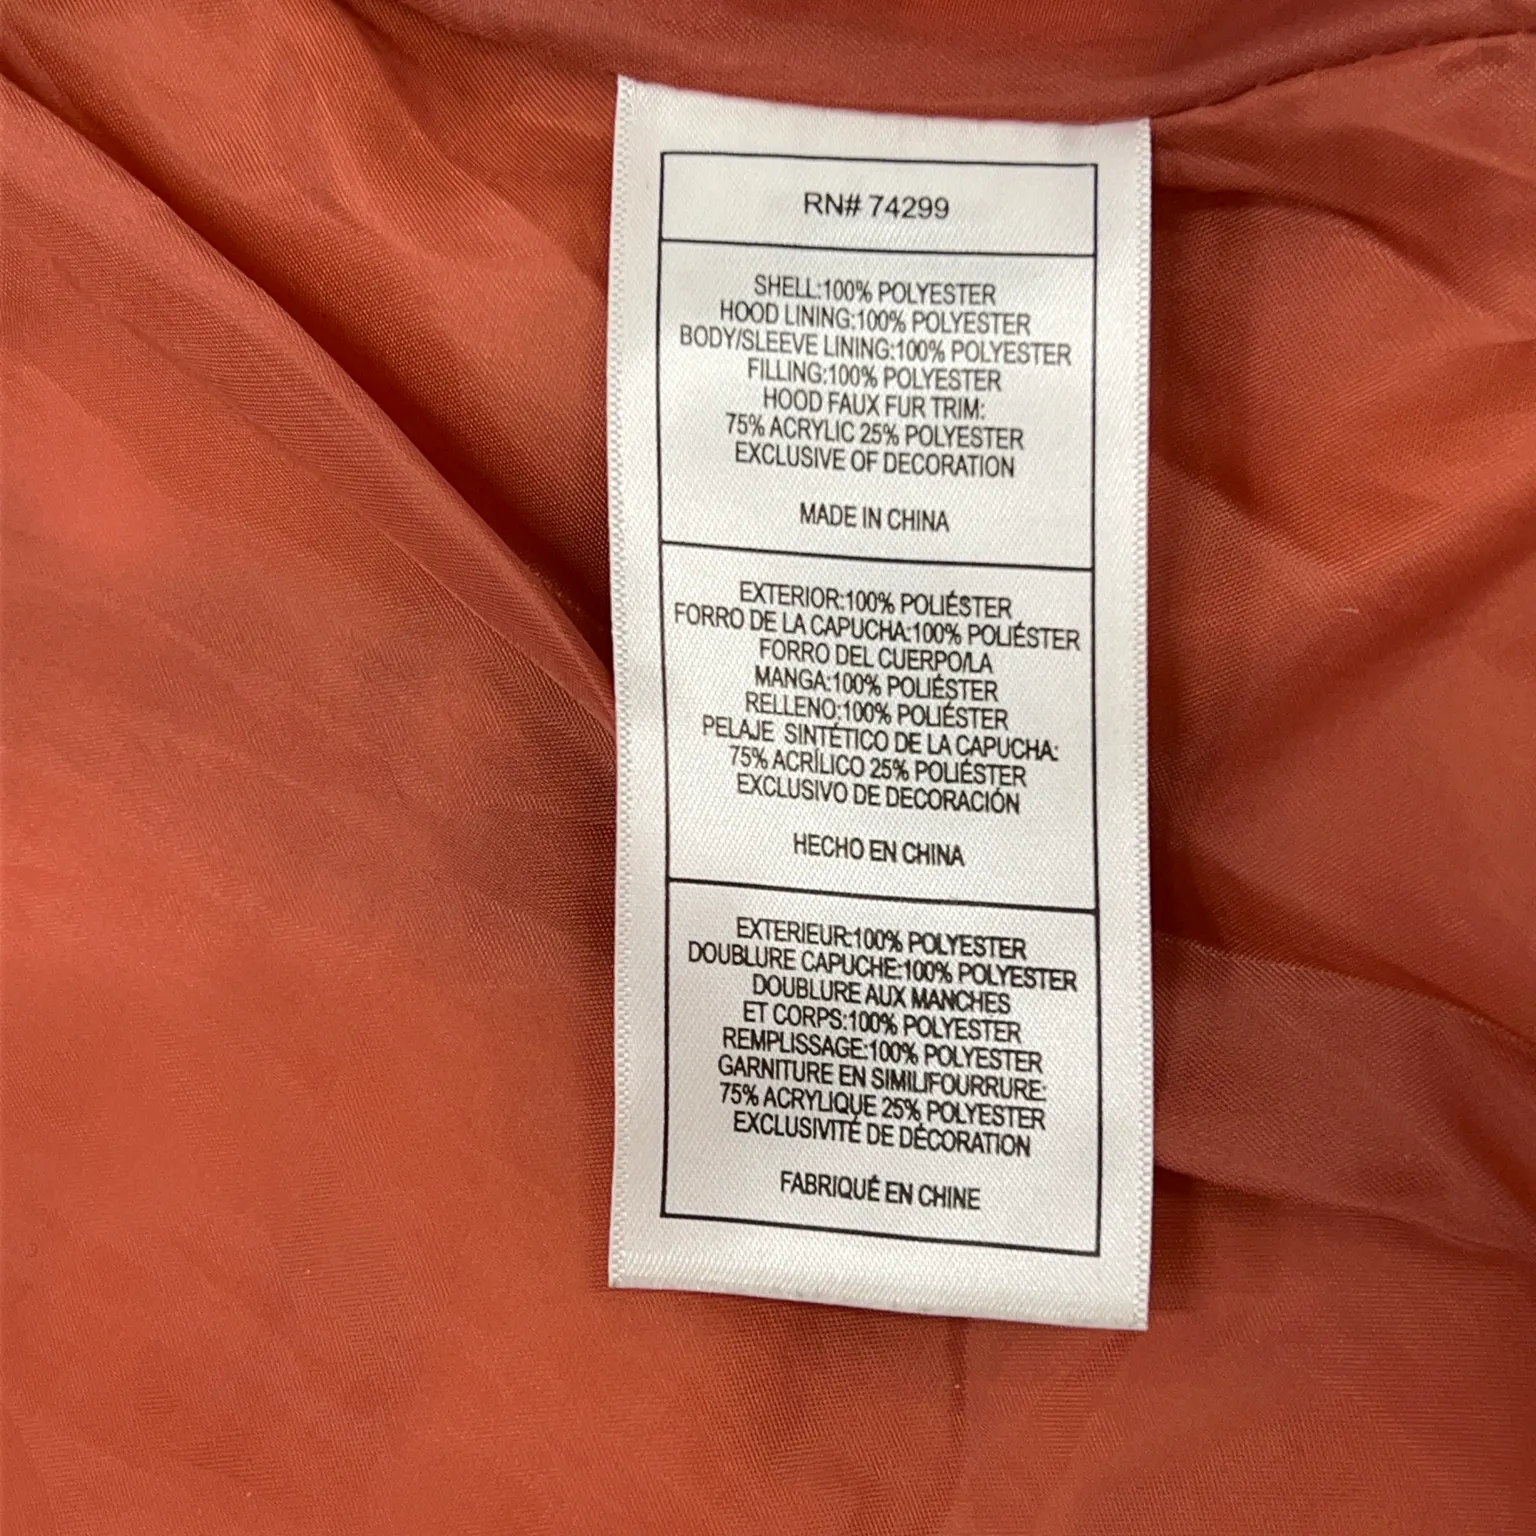 RN# 74299
SHELL:100% POLYESTER
HOOD LINING:100% POLYESTER
BODY/SLEEVE LINING:100% POLYESTER
FILLING:100% POLYESTER
HOOD FAUX FUR TRIM:
75% ACRYLIC 25% POLYESTER
EXCLUSIVE OF DECORATION
MADE IN CHINA
EXTERIOR:100% POLIÉSTER
FORRO DE LA CAPUCHA:100% POLIÉSTER
FORRO DEL CUERPO/LA
MANGA:100% POLIÉSTER
RELLENO:100% POLIÉSTER
PELAJE SINTÉTICO DE LA CAPUCHA:
75% ACRÍLICO 25% POLIÉSTER
EXCLUSIVO DE DECORACIÓN
HECHO EN CHINA
EXTERIEUR:100% POLYESTER
DOUBLURE CAPUCHE:100% POLYESTER
DOUBLURE AUX MANCHES
ET CORPS:100% POLYESTER
REMPLISSAGE:100% POLYESTER
GARNITURE EN SIMILI/FOURRURE:
75% ACRYLIQUE 25% POLYESTER
EXCLUSIVITÉ DE DÉCORATION
FABRIQUÉ EN CHINE